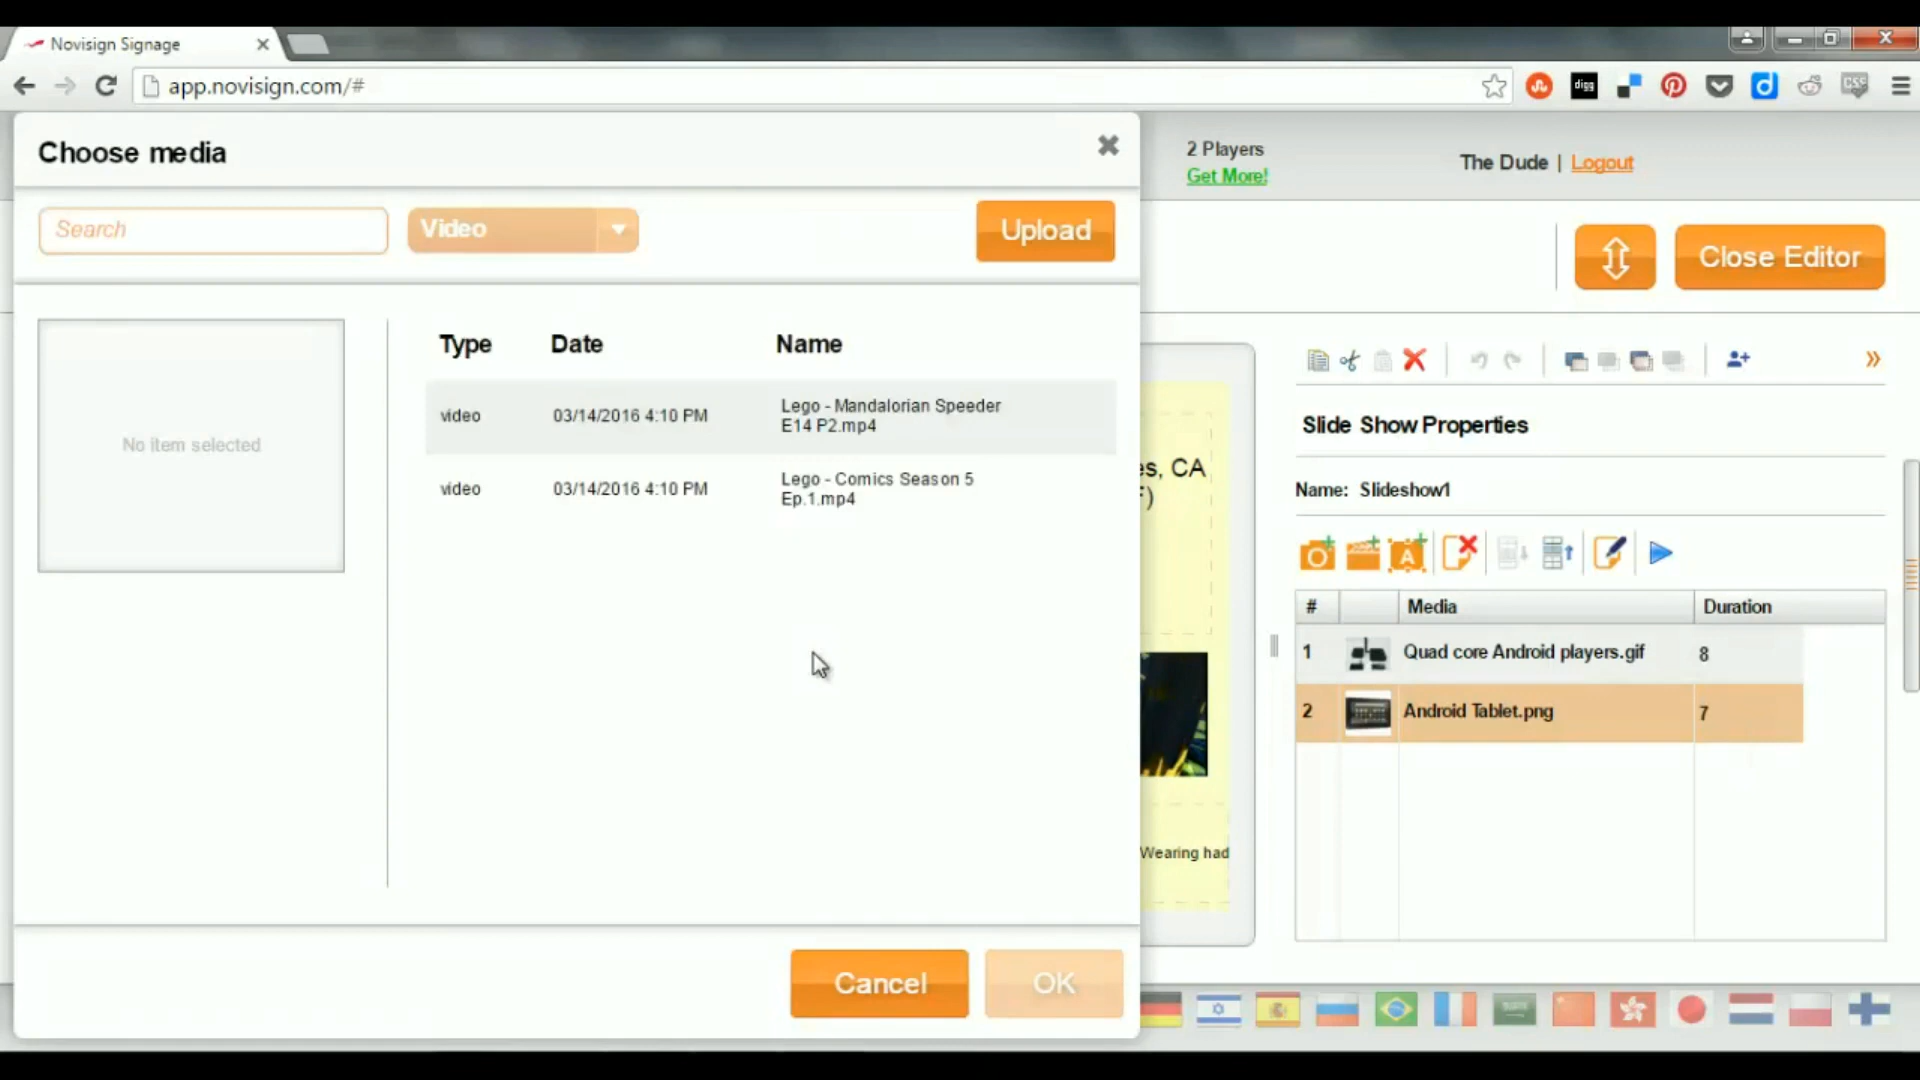 Novisign Signage
app.novisign.com/#
digg
CSS
Choose media
Search
Video
Upload
2 Players
Get More!
The Dude | Logout
Close Editor
No item selected
Type Date Name
video 03/14/2016 4:10 PM Lego - Mandalorian Speeder
E14 P2.mp4
video 03/14/2016 4:10 PM Lego - Comics Season 5
Ep.1.mp4
Cancel
OK
es, CA
F)
Wearing had
Slide Show Properties
Name: Slideshow1
A
# Media Duration
1 Quad core Android players.gif 8
2 Android Tablet.png 7